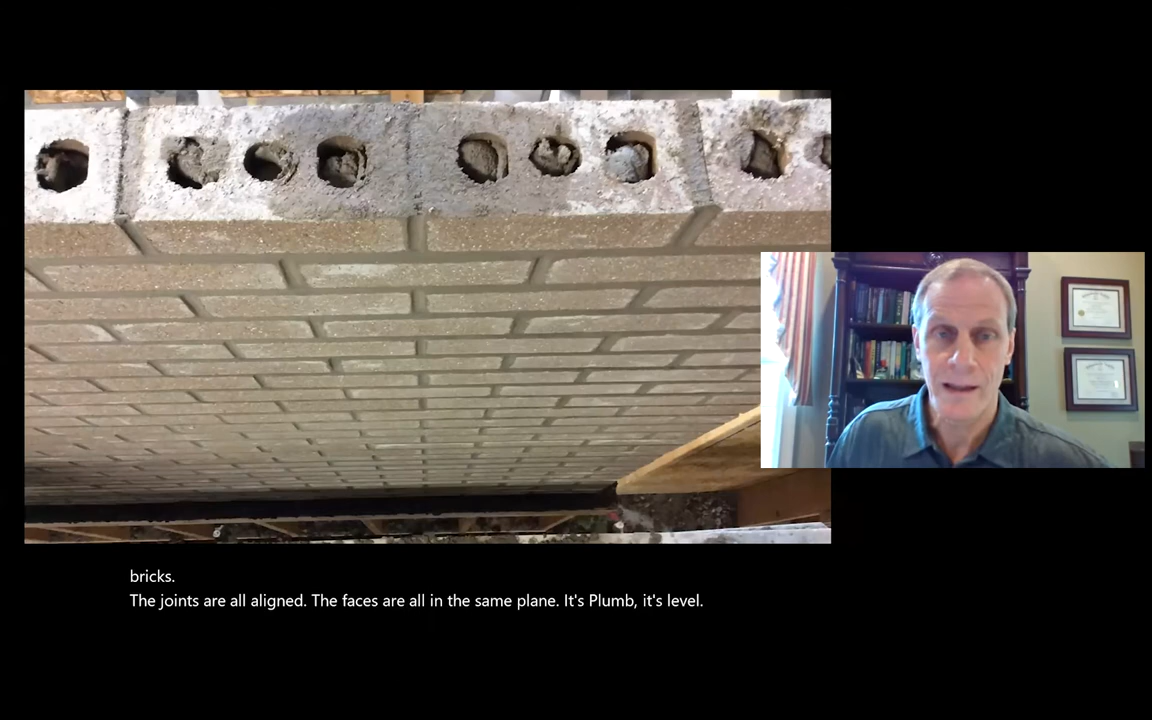 bricks.
The joints are all aligned. The faces are all in the same plane. It's Plumb, it's level.